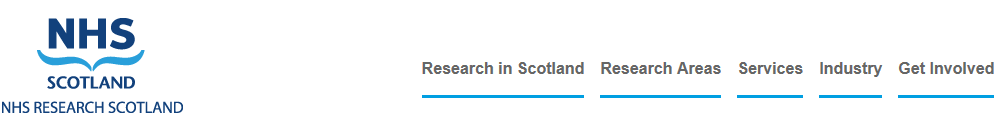 NHS
SCOTLAND
NHS RESEARCH SCOTLAND
Research in Scotland Research Areas Services Industry Get Involved